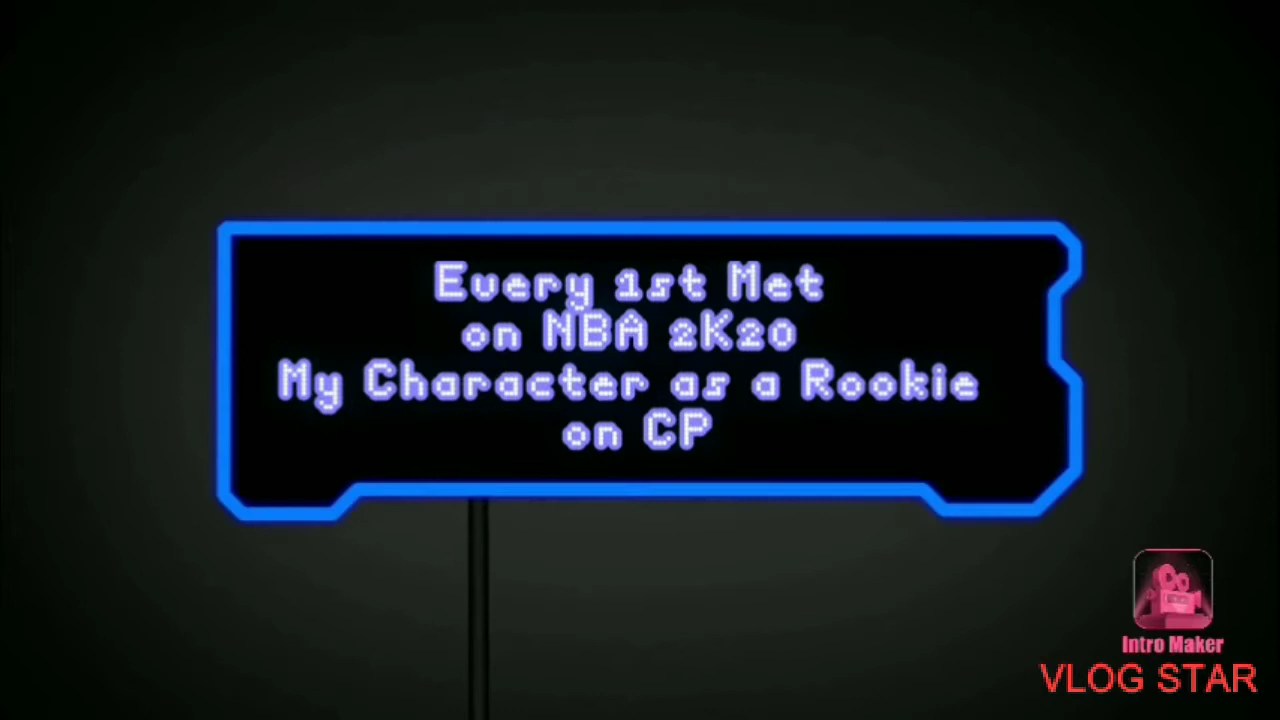 Every 1st Met
on NBA 2K20
My Character as a Rookie
on CP
Intro Maker
VLOG STAR